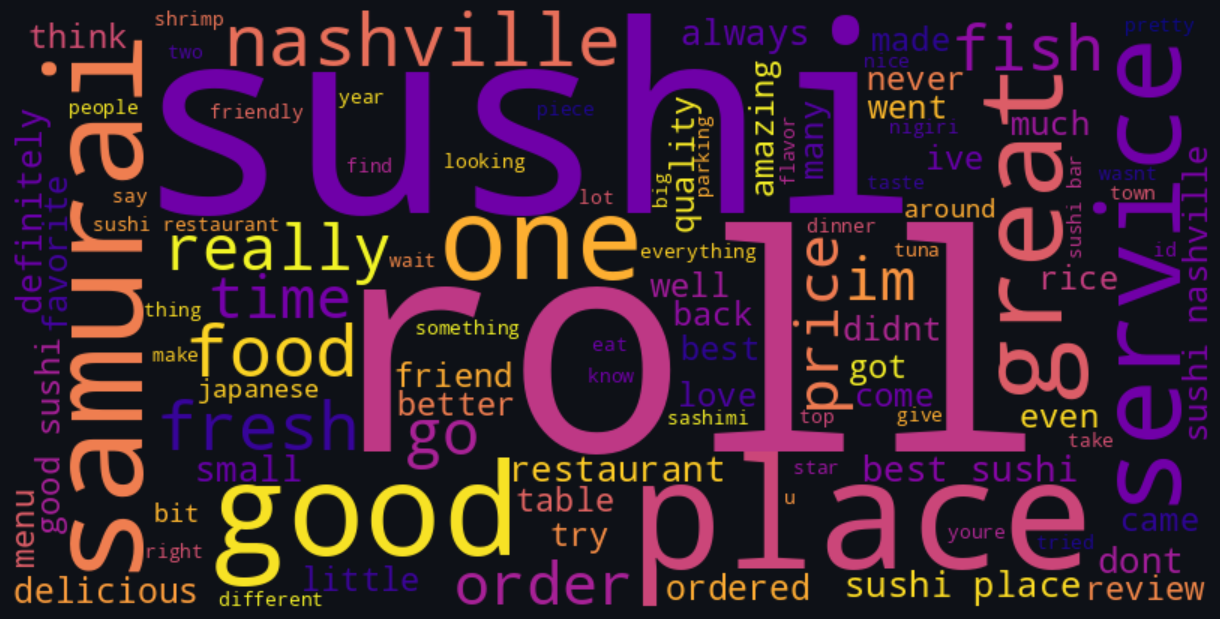 shrimp
think
nashville
always
made
fish
pretty
two
nice
sushi
samurai
people
friendly
year
piece
quality
parking
amazing
flavor
many
never
went
nigiri
great
much
service
definitely
favorite
find
looking
ive
taste
wasnt
town
say
lot
big
sushi bar
around
sushi restaurant
really
wait
one
everything
dinner
tuna
price
im
id
rice
sushi nashville
thing
time
roll
well
back
didnt
something
make
food
eat
know
best
got
japanese
friend
better
love
come
sashimi
top
give
even
take
fresh
go
good sushi
small
restaurant
star
best sushi
menu
bit
good
table
u
place
try
youre
tried
came
right
little
order
dont
delicious
different
ordered
sushi place
review